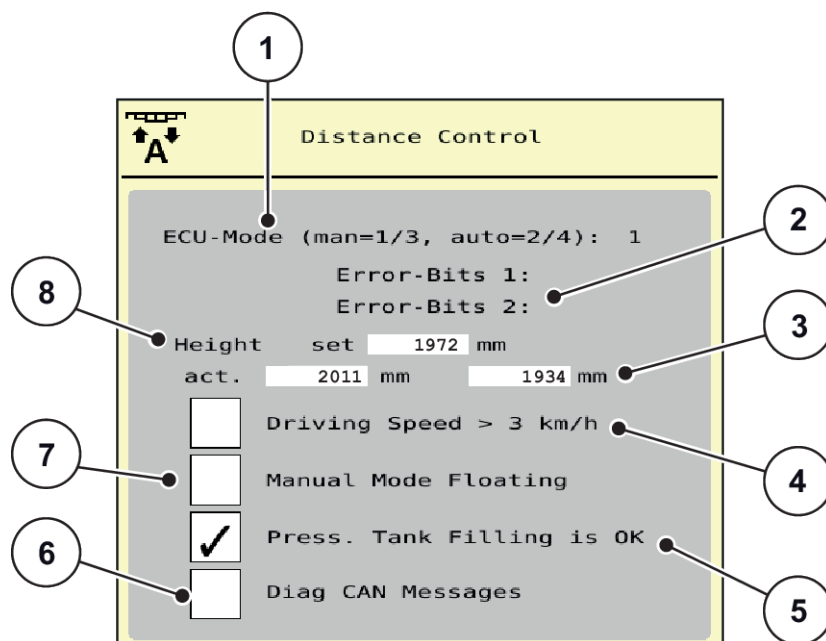 1
A
Distance Control
ECU-Mode (man=1/3, auto=2/4): 1
2
Error-Bits 1:
Error-Bits 2:
8
3
Height set 1972 mm
act. 2011 mm 1934 mm
Driving Speed > 3 km/h
4
7
Manual Mode Floating
Press. Tank Filling is OK
6
Diag CAN Messages
5